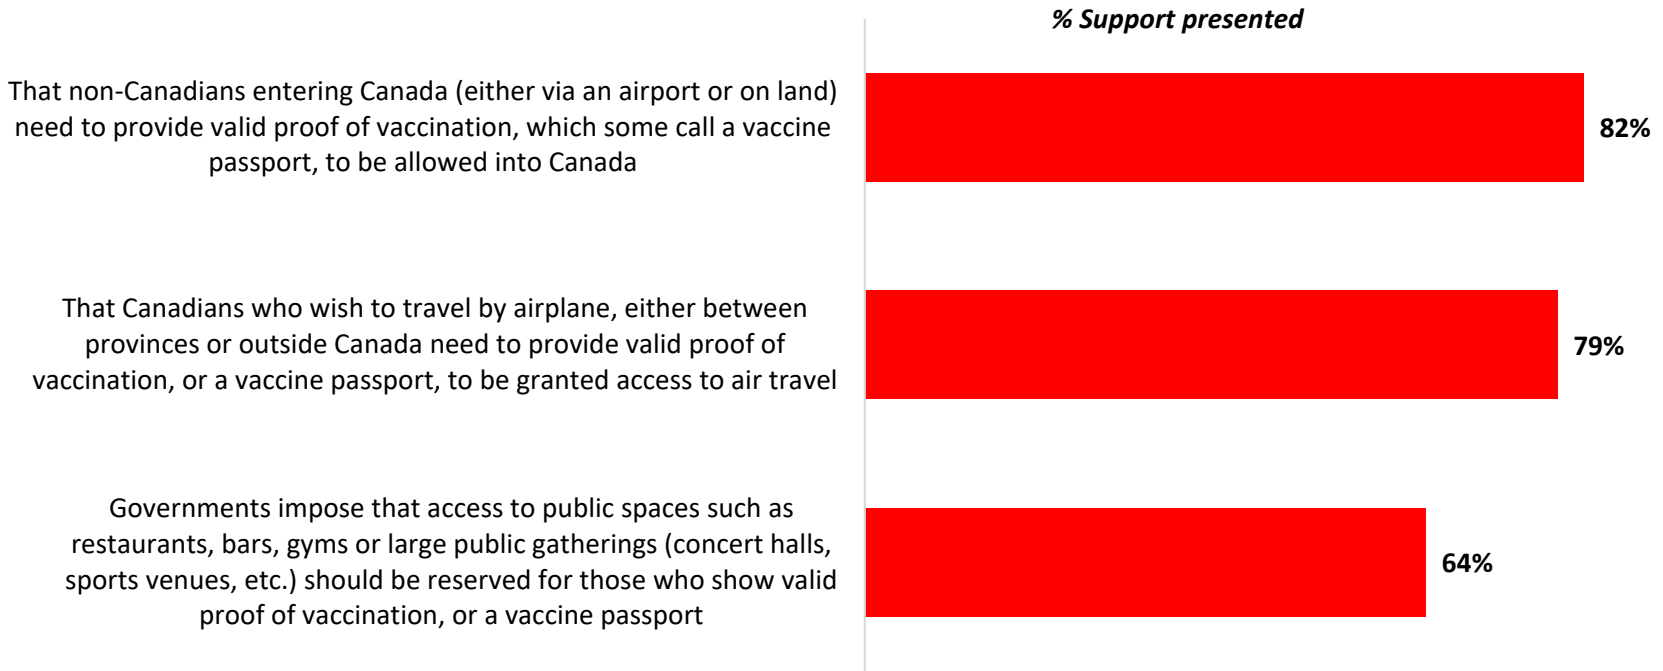 % Support presented
That non-Canadians entering Canada (either via an airport or on land)
need to provide valid proof of vaccination, which some call a vaccine
passport, to be allowed into Canada
82%
That Canadians who wish to travel by airplane, either between
provinces or outside Canada need to provide valid proof of
vaccination, or a vaccine passport, to be granted access to air travel
79%
Governments impose that access to public spaces such as
restaurants, bars, gyms or large public gatherings (concert halls,
sports venues, etc.) should be reserved for those who show valid
proof of vaccination, or a vaccine passport
64%